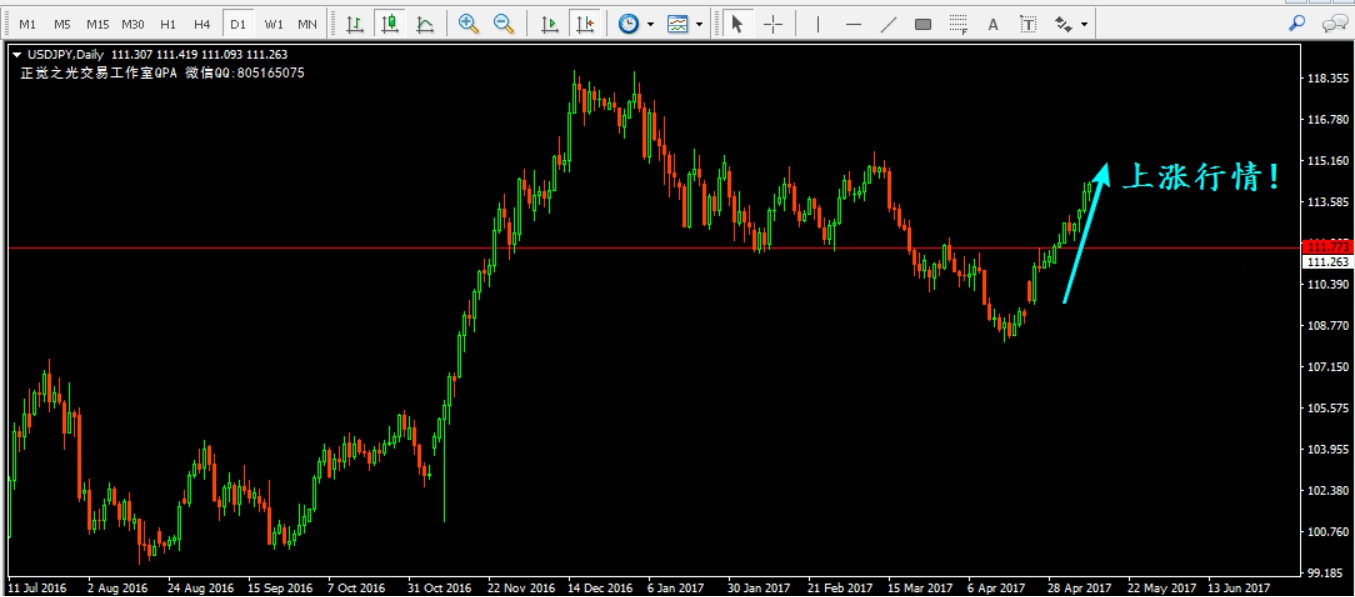 M1 M5 M15 M30 H1 H4 D1 W1 MN A T
USDJPY,Daily 111.307 111.419 111.093 111.263
正觉之光交易工作室QPA 微信QQ:805165075
118.355
116.780
115.160
上涨行情!
113.585
111.773
111.263
110.390
108.770
107.150
105.575
103.955
102.380
100.760
99.185
11 Jul 2016 2 Aug 2016 24 Aug 2016 15 Sep 2016 7 Oct 2016 31 Oct 2016 22 Nov 2016 14 Dec 2016 6 Jan 2017 30 Jan 2017 21 Feb 2017 15 Mar 2017 6 Apr 2017 28 Apr 2017 22 May 2017 13 Jun 2017